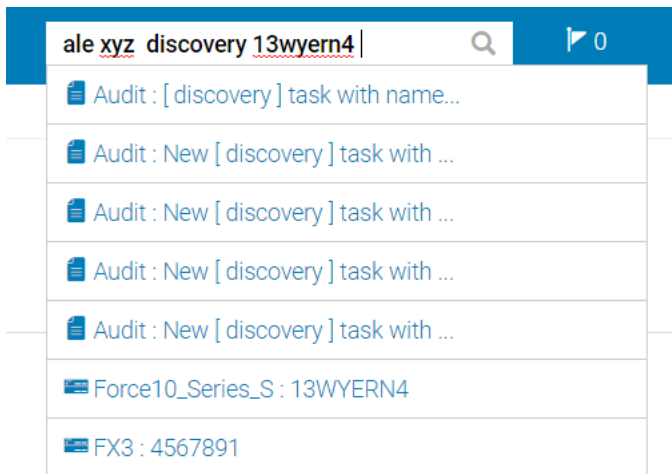 ale xyz  discovery 13wyern4
0
Audit : [ discovery ] task with name...
Audit : New [ discovery ] task with ...
Audit : New [ discovery ] task with ...
Audit : New [ discovery ] task with ...
Audit : New [ discovery ] task with ...
Force10_Series_S : 13WYERN4
FX3 : 4567891